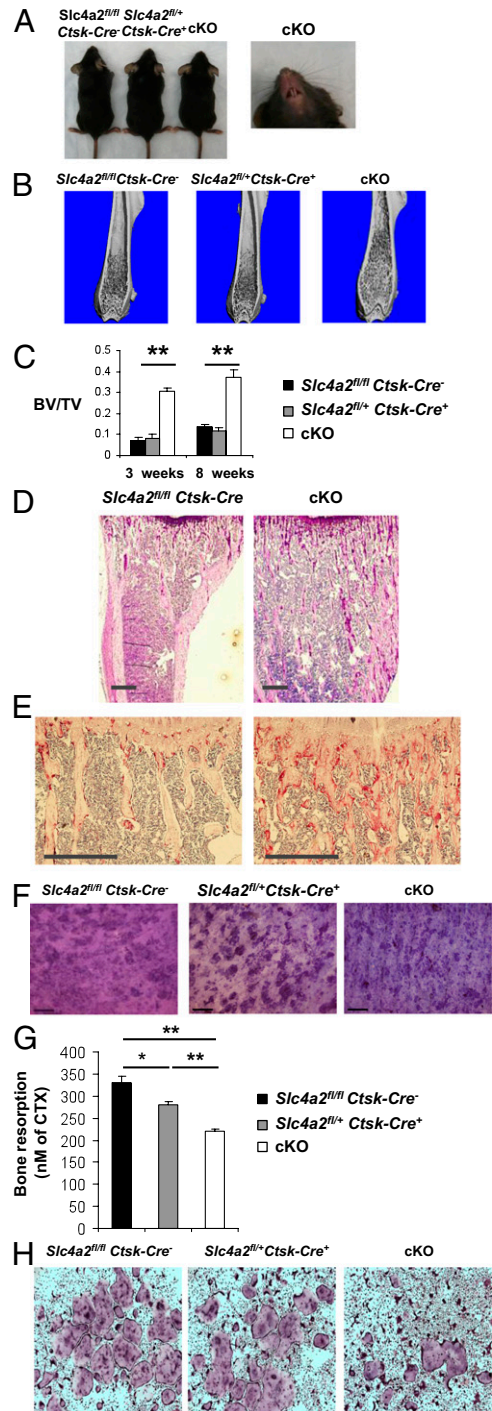 A
Slc4a2fl/fl Slc4a2fl/+
Ctsk-Cre- Ctsk-Cre+ cKO
cKO
B
Slc4a2fl/fl Ctsk-Cre-
Slc4a2fl/+ Ctsk-Cre+
cKO
C
BV/TV
0.5
0.4
0.3
0.2
0.1
0
**
**
3 weeks
8 weeks
Slc4a2fl/fl Ctsk-Cre-
Slc4a2fl/+ Ctsk-Cre+
cKO
D
Slc4a2fl/fl Ctsk-Cre
cKO
E
F
Slc4a2fl/fl Ctsk-Cre-
Slc4a2fl/+ Ctsk-Cre+
cKO
G
Bone resorption
(nM of CTX)
400
350
300
250
200
150
100
50
0
**
*
**
Slc4a2fl/fl Ctsk-Cre-
Slc4a2fl/+ Ctsk-Cre+
cKO
H
Slc4a2fl/fl Ctsk-Cre-
Slc4a2fl/+ Ctsk-Cre+
cKO